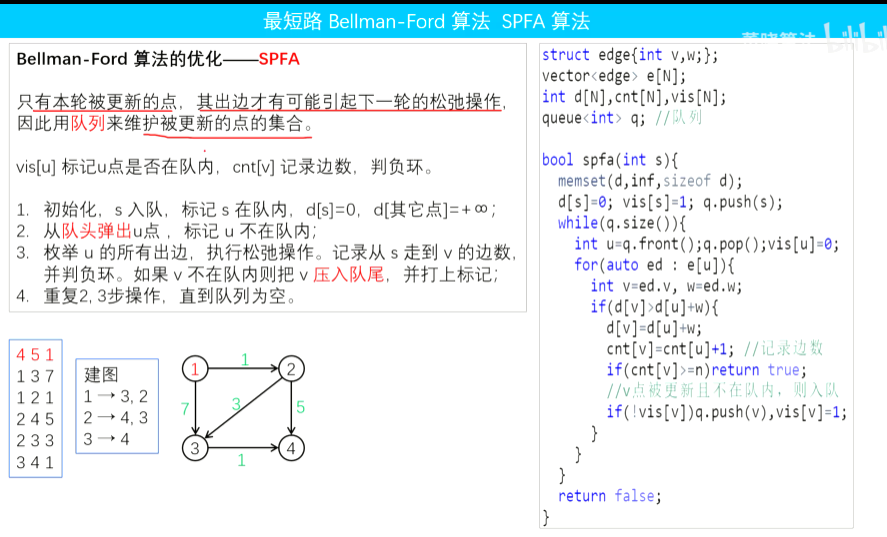 最短路 Bellman-Ford 算法 SPFA 算法
Bellman-Ford 算法的优化——SPFA
只有本轮被更新的点，其出边才有可能引起下一轮的松弛操作,
因此用队列来维护被更新的点的集合。
vis[u] 标记u点是否在队内，cnt[v] 记录边数，判负环。
1. 初始化，s 入队，标记 s 在队内，d[s]=0，d[其它点]=+∞；
2. 从队头弹出u点，标记 u 不在队内；
3. 枚举 u 的所有出边，执行松弛操作。记录从 s 走到 v 的边数，
并判负环。如果 v 不在队内则把 v 压入队尾，并打上标记；
4. 重复2, 3步操作，直到队列为空。
4 5 1
1 3 7
1 2 1
2 4 5
2 3 3
3 4 1
建图
1 → 3, 2
2 → 4, 3
3 → 4
1
1
2
7
3
5
3
4
1
struct edge{int v,w;};
vector<edge> e[N];
int d[N],cnt[N],vis[N];
queue<int> q; //队列
bool spfa(int s){
memset(d,inf,sizeof d);
d[s]=0; vis[s]=1; q.push(s);
while(q.size()){
int u=q.front();q.pop();vis[u]=0;
for(auto ed : e[u]){
int v=ed.v, w=ed.w;
if(d[v]>d[u]+w){
d[v]=d[u]+w;
cnt[v]=cnt[u]+1; //记录边数
if(cnt[v]>=n)return true;
//v点被更新且不在队内, 则入队
if(!vis[v])q.push(v),vis[v]=1;
}
}
}
return false;
}